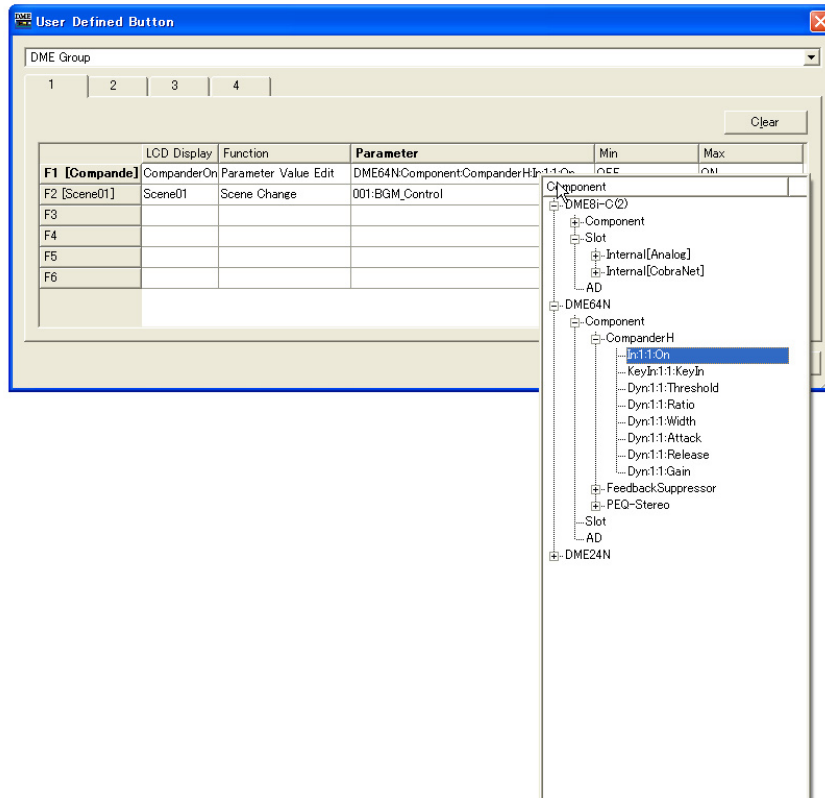 User Defined Button
DME Group
1 2 3 4
Clear
LCD Display Function Parameter Min Max
F1 [Compande] CompanderOn Parameter Value Edit DME64N:Component:CompanderH:In:1:1:On OFF ON
F2 [Scene01] Scene01 Scene Change 001:BGM_Control
F3
F4
F5
F6
Component
DME8i-C(2)
Component
Slot
Internal[Analog]
Internal[CobraNet]
AD
DME64N
Component
CompanderH
In:1:1:On
KeyIn:1:1:KeyIn
Dyn:1:1:Threshold
Dyn:1:1:Ratio
Dyn:1:1:Width
Dyn:1:1:Attack
Dyn:1:1:Release
Dyn:1:1:Gain
FeedbackSuppressor
PEQ-Stereo
Slot
AD
DME24N